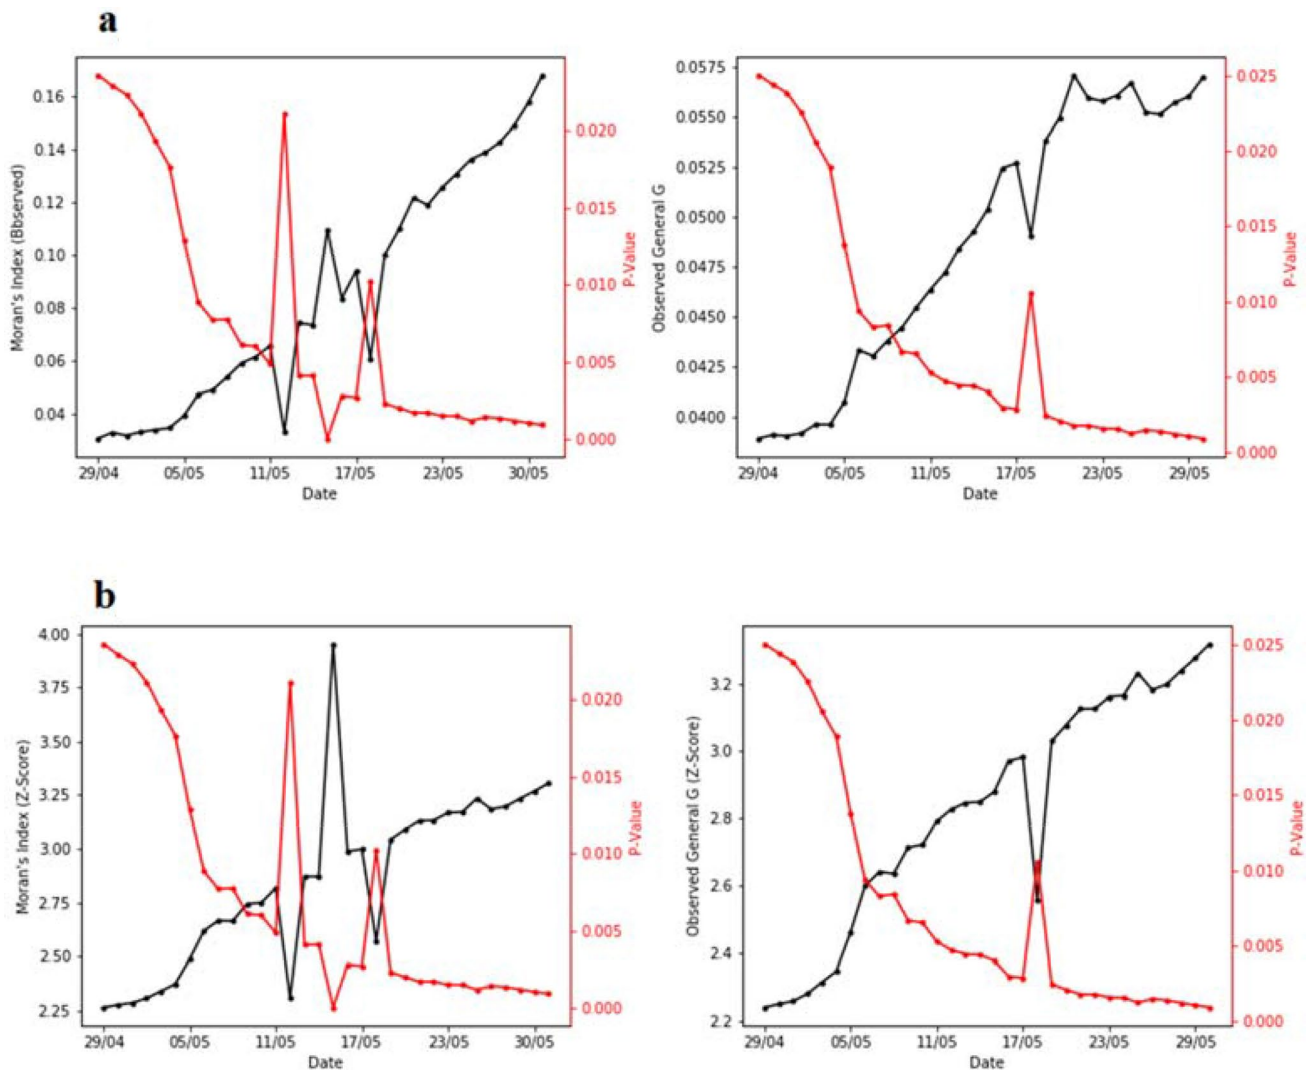 a
0.16
0.14
0.12
0.10
0.08
0.06
0.04
Moran's Index (Bbserved)
0.020
0.015
0.010
0.005
0.000
P-Value
29/04 05/05 11/05 17/05 23/05 30/05
Date
0.0575
0.0550
0.0525
0.0500
0.0475
0.0450
0.0425
0.0400
Observed General G
0.025
0.020
0.015
0.010
0.005
0.000
P-Value
29/04 05/05 11/05 17/05 23/05 29/05
Date
b
4.00
3.75
3.50
3.25
3.00
2.75
2.50
2.25
Moran's Index (Z-Score)
0.020
0.015
0.010
0.005
0.000
P-Value
29/04 05/05 11/05 17/05 23/05 30/05
Date
3.2
3.0
2.8
2.6
2.4
2.2
Observed General G (Z-Score)
0.025
0.020
0.015
0.010
0.005
0.000
P-Value
29/04 05/05 11/05 17/05 23/05 29/05
Date